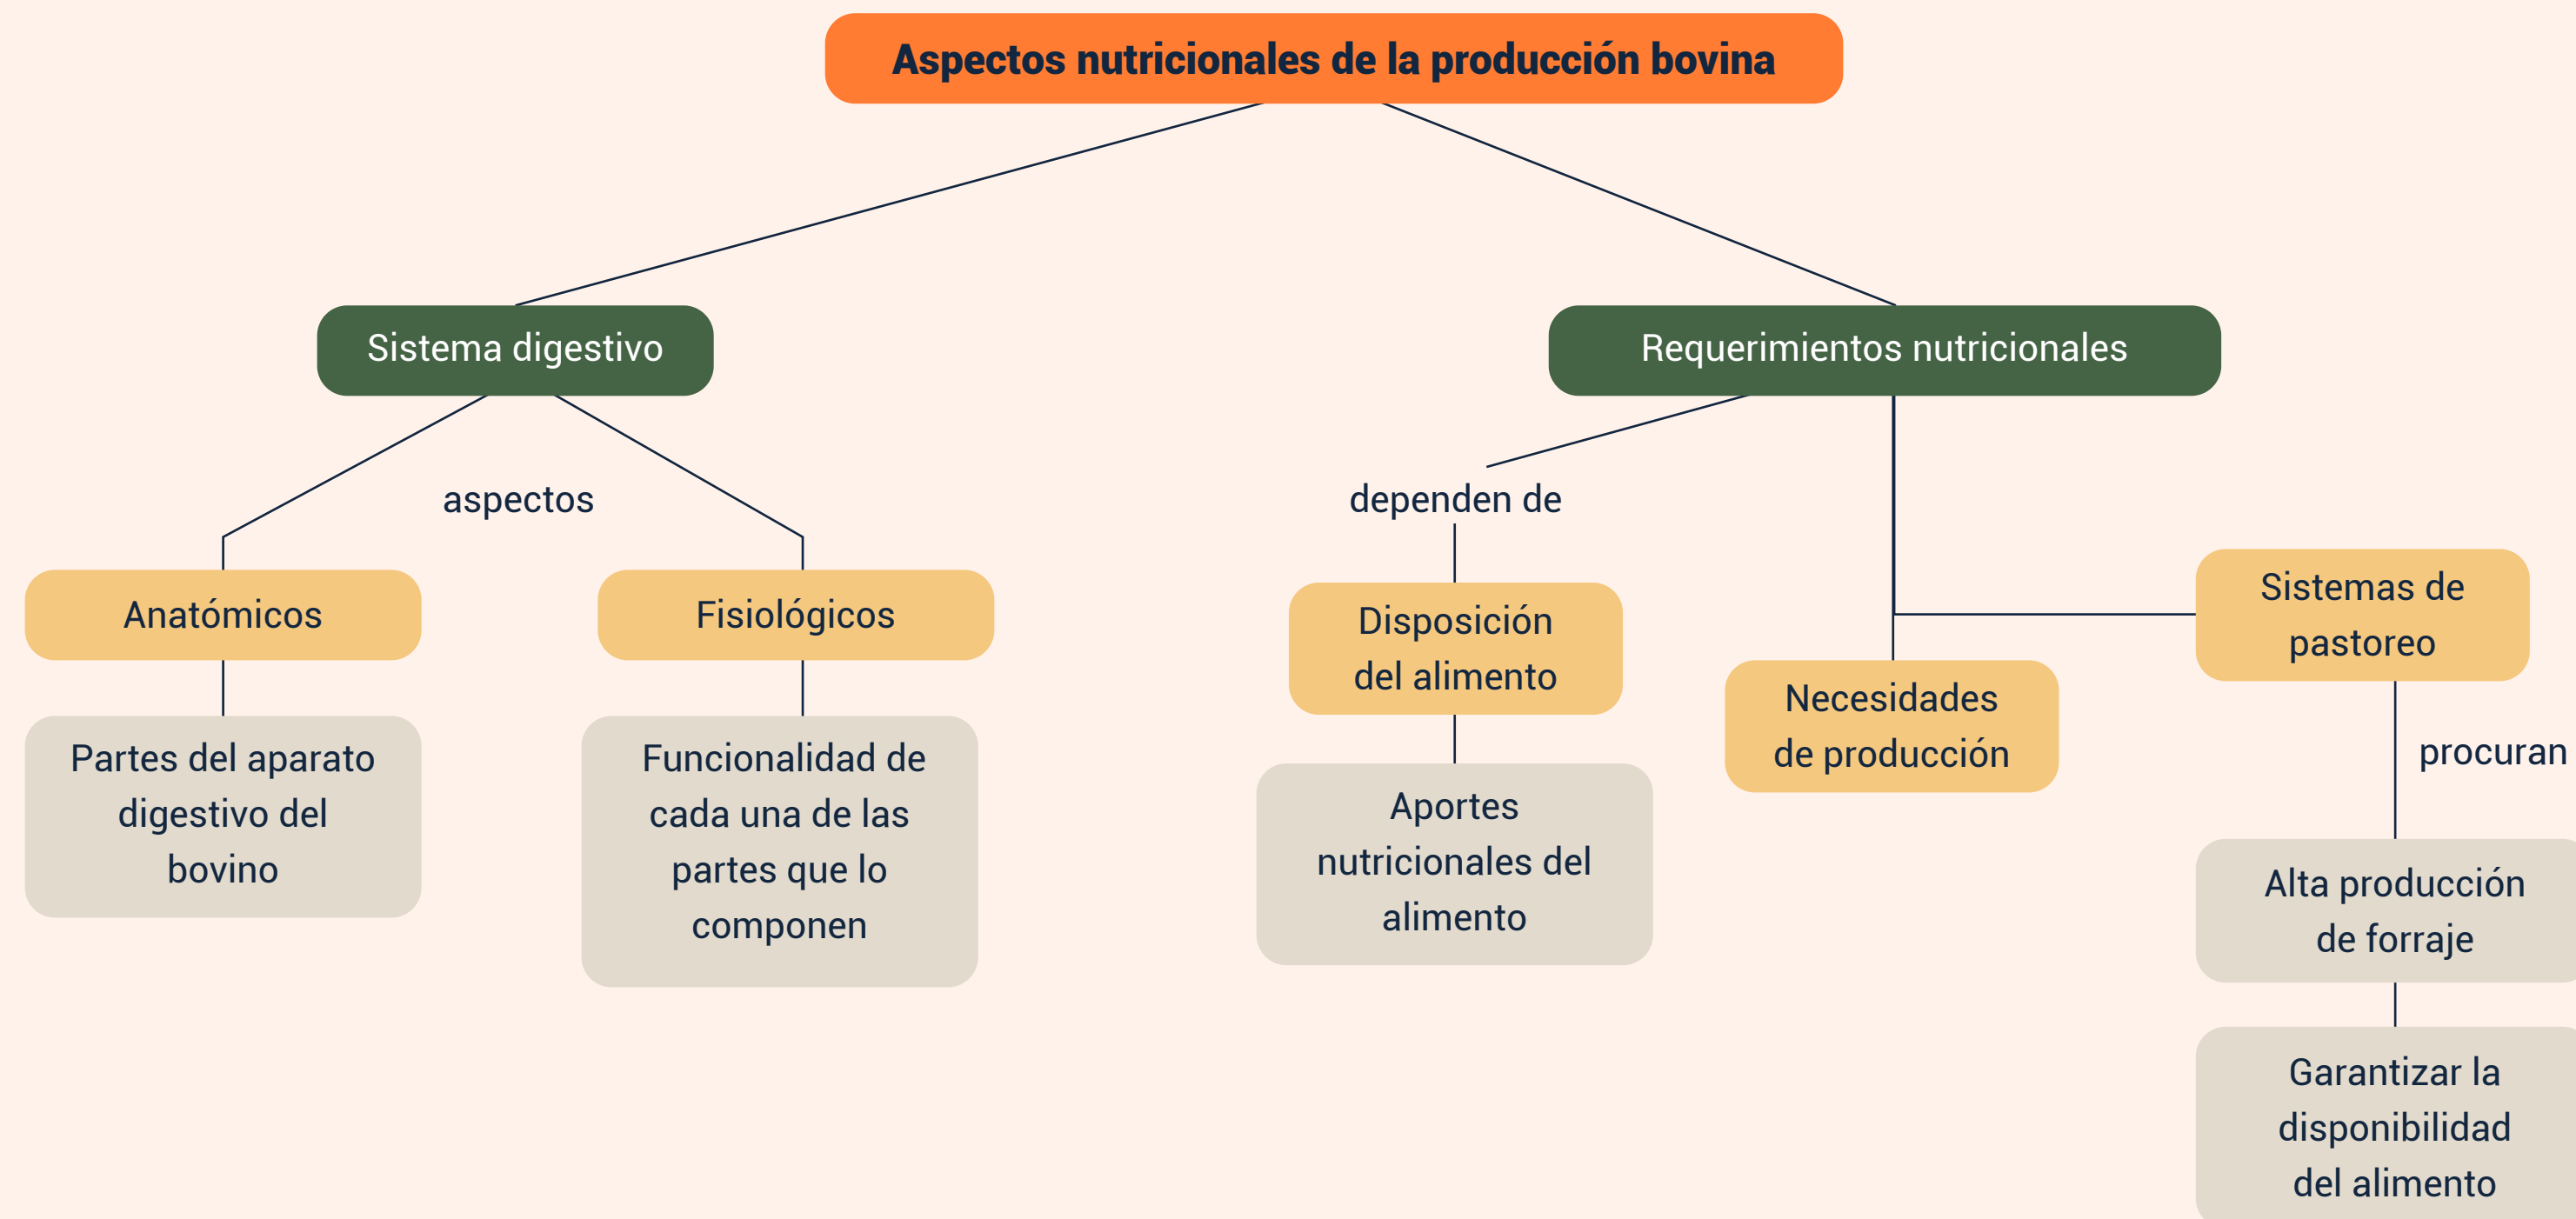 Aspectos nutricionales de la producción bovina
Sistema digestivo
Requerimientos nutricionales
aspectos
dependen de
Anatómicos
Fisiológicos
Disposición
del alimento
Necesidades
de producción
Sistemas de
pastoreo
Partes del aparato
digestivo del
bovino
Funcionalidad de
cada una de las
partes que lo
componen
Aportes
nutricionales del
alimento
procuran
Alta producción
de forraje
Garantizar la
disponibilidad
del alimento